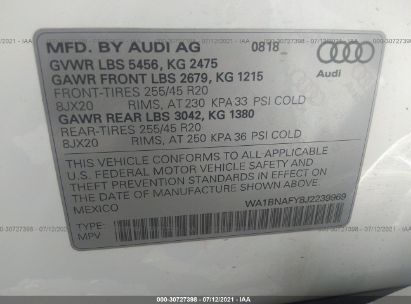 MFD. BY AUDI AG 0818
GVWR LBS 5456, KG 2475
GAWR FRONT LBS 2679, KG 1215
FRONT-TIRES 255/45 R20
8JX20 RIMS, AT 230 KPA 33 PSI COLD
GAWR REAR LBS 3042, KG 1380
REAR-TIRES 255/45 R20
8JX20 RIMS, AT 250 KPA 36 PSI COLD
Audi
THIS VEHICLE CONFORMS TO ALL APPLICABLE
U.S. FEDERAL MOTOR VEHICLE SAFETY
STANDARDS IN EFFECT ON THE
DATE OF MANUFACTURE SHOWN ABOVE.
MEXICO
WA1BNAFY8J2239969
TYPE:
MPV
000-30727398 - 07/12/2021 - IAAI